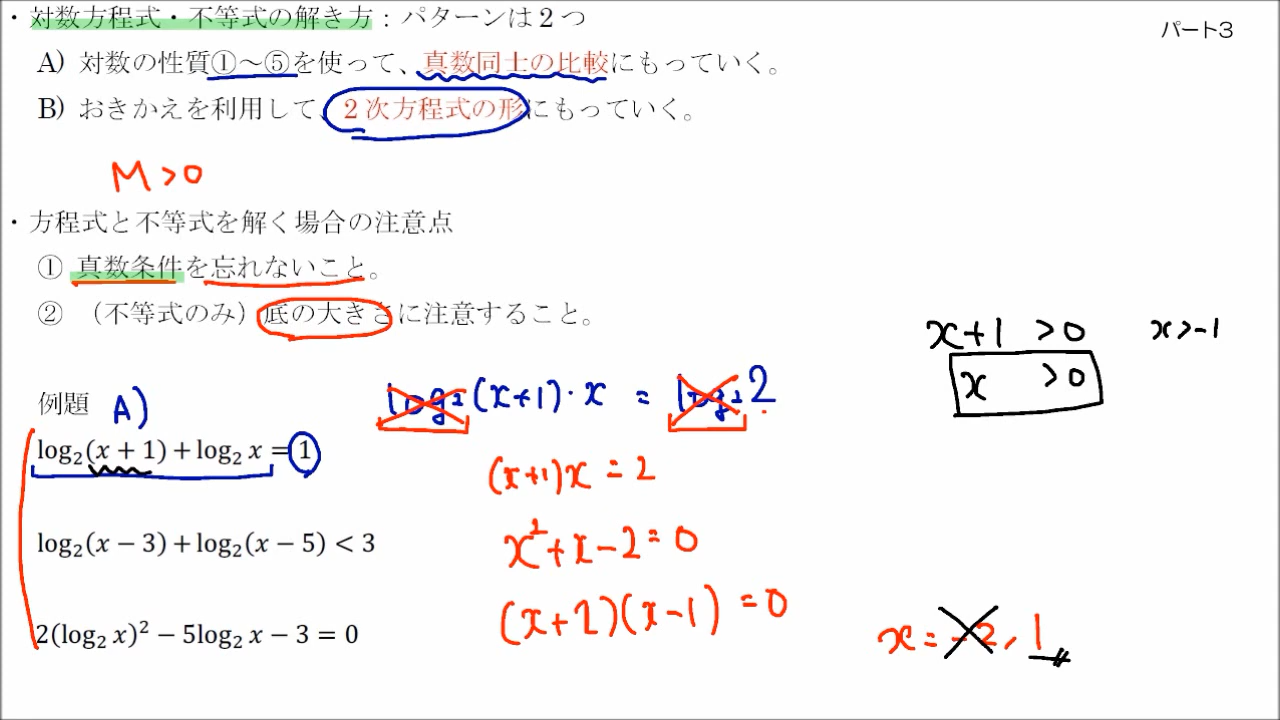 ・対数方程式・不等式の解き方：パターンは２つ
パート3
A) 対数の性質①～⑤を使って、真数同士の比較にもっていく。
B) おきかえを利用して、２次方程式の形にもっていく。
M>0
・方程式と不等式を解く場合の注意点
① 真数条件を忘れないこと。
② （不等式のみ）底の大きさに注意すること。
x+1 >0
x>-1
x >0
例題 A)
log₂(x+1)·x = log₂2
log₂(x + 1) + log₂ x = 1
(x+1)x = 2
log₂(x − 3) + log₂(x − 5) < 3
x²+x-2=0
(x+2)(x-1) =0
2(log₂ x)² − 5log₂ x − 3 = 0
x= -2, 1